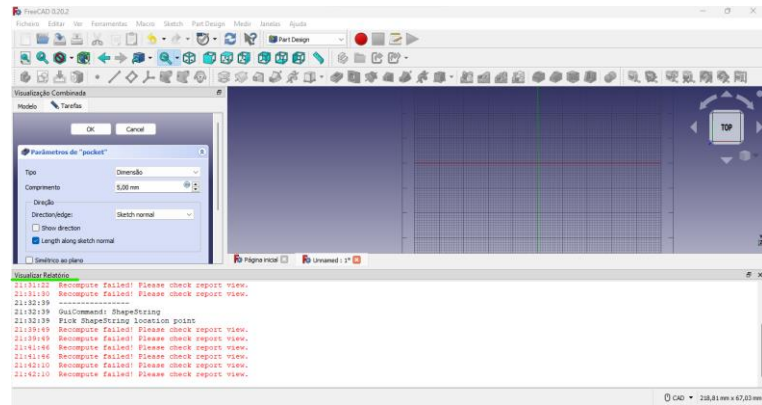 FreeCAD 0.20.2
Ficheiro Editar Ver Ferramentas Macro Sketch Part Design Medir Janelas Ajuda
Part Design
Visualização Combinada
Modelo Tarefas
OK Cancel
Parâmetros de "pocket"
Tipo Dimensão
Comprimento 5,00 mm
Direção
Direction/edge: Sketch normal
Show direction
Length along sketch normal
Simétrico ao plano
TOP
Página inicial Unnamed : 1*
Visualizar Relatório
21:31:22 Recompute failed! Please check report view.
21:31:30 Recompute failed! Please check report view.
21:32:39 ----------------
21:32:39 GuiCommand: ShapeString
21:32:39 Pick ShapeString location point
21:39:49 Recompute failed! Please check report view.
21:39:49 Recompute failed! Please check report view.
21:41:46 Recompute failed! Please check report view.
21:41:46 Recompute failed! Please check report view.
21:42:10 Recompute failed! Please check report view.
21:42:10 Recompute failed! Please check report view.
CAD 218,81 mm x 67,03 mm